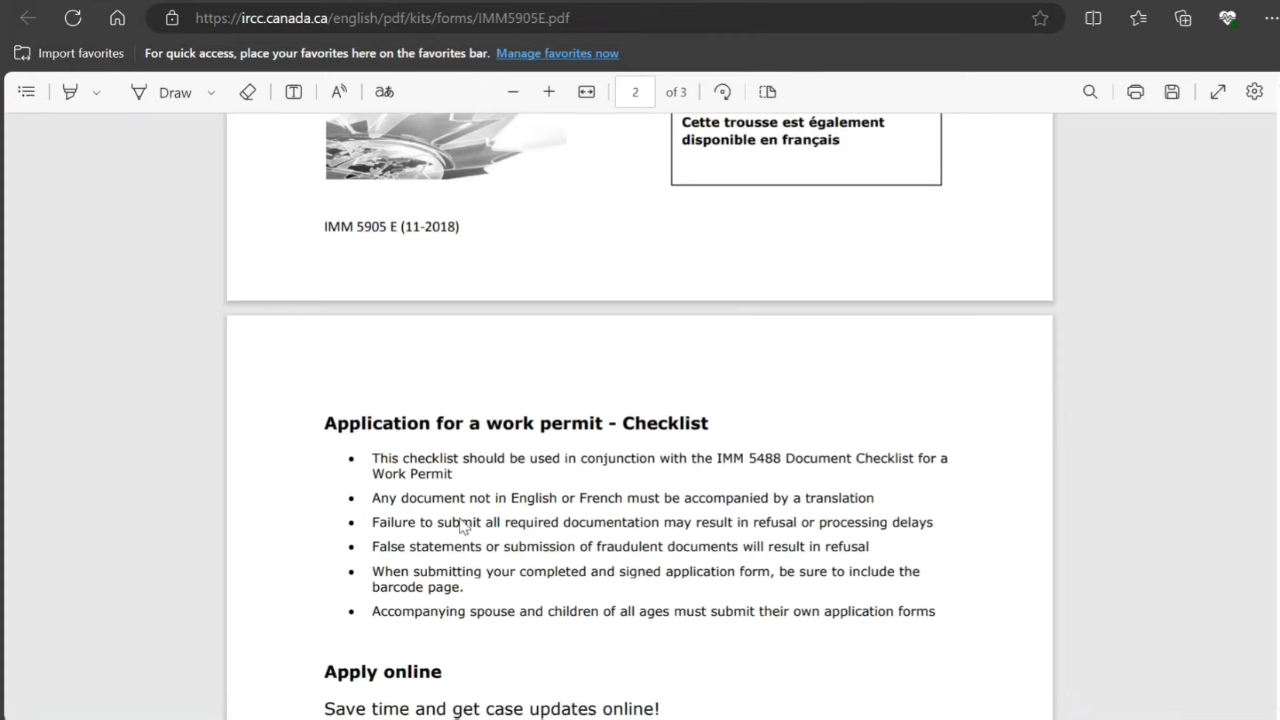 https://ircc.canada.ca/english/pdf/kits/forms/IMM5905E.pdf
Import favorites For quick access, place your favorites here on the favorites bar. Manage favorites now
Draw 2 of 3
Cette trousse est également
disponible en français
IMM 5905 E (11-2018)
Application for a work permit - Checklist
• This checklist should be used in conjunction with the IMM 5488 Document Checklist for a
Work Permit
• Any document not in English or French must be accompanied by a translation
• Failure to submit all required documentation may result in refusal or processing delays
• False statements or submission of fraudulent documents will result in refusal
• When submitting your completed and signed application form, be sure to include the
barcode page.
• Accompanying spouse and children of all ages must submit their own application forms
Apply online
Save time and get case updates online!